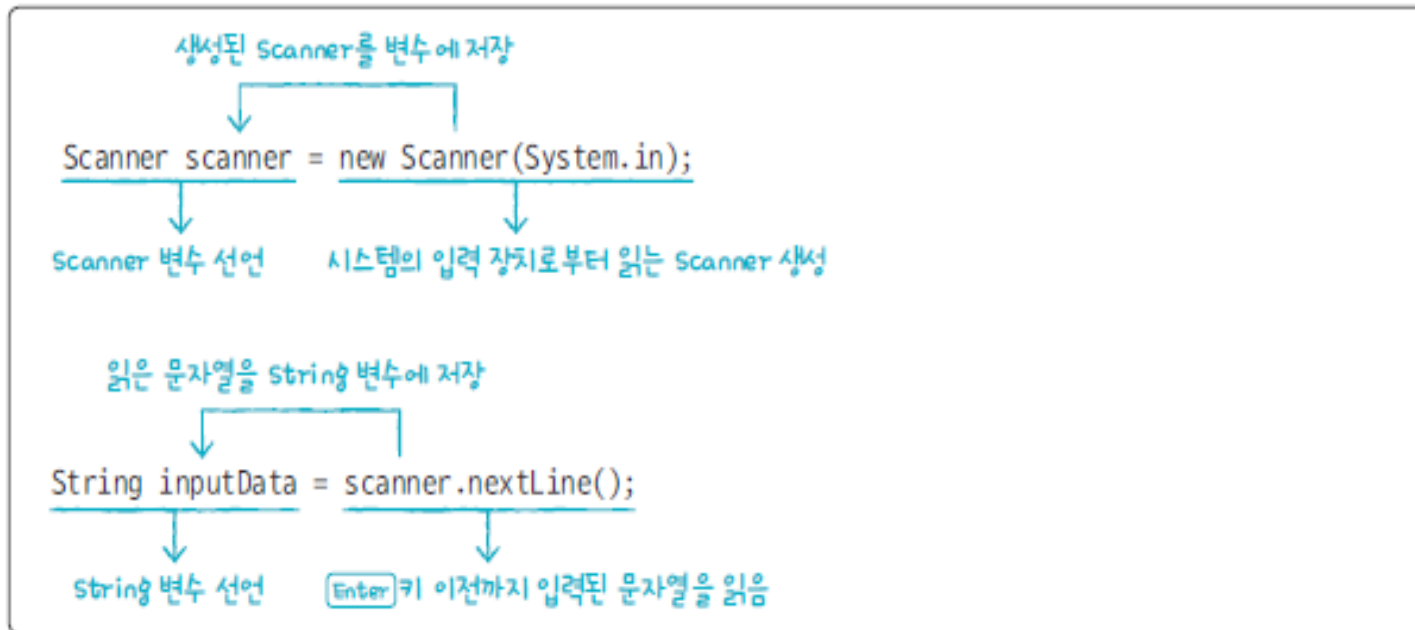 생성된 Scanner를 변수에 저장
Scanner scanner = new Scanner(System.in);
Scanner 변수 선언 시스템의 입력 장치로부터 읽는 Scanner 생성
읽은 문자열을 String 변수에 저장
String inputData = scanner.nextLine();
String 변수 선언 Enter 키 이전까지 입력된 문자열을 읽음